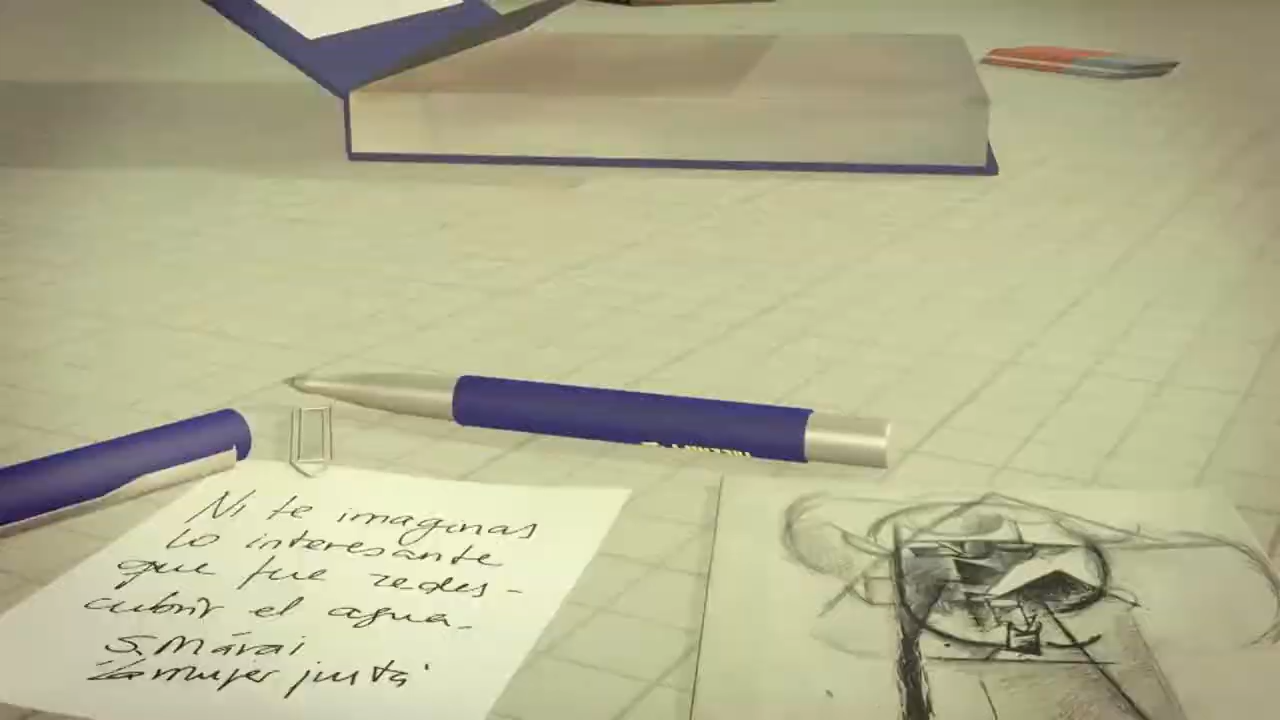 Ni te imaginas
lo interesante
que fue redes-
cubrir el agua.
S. Márai
"La mujer justa"